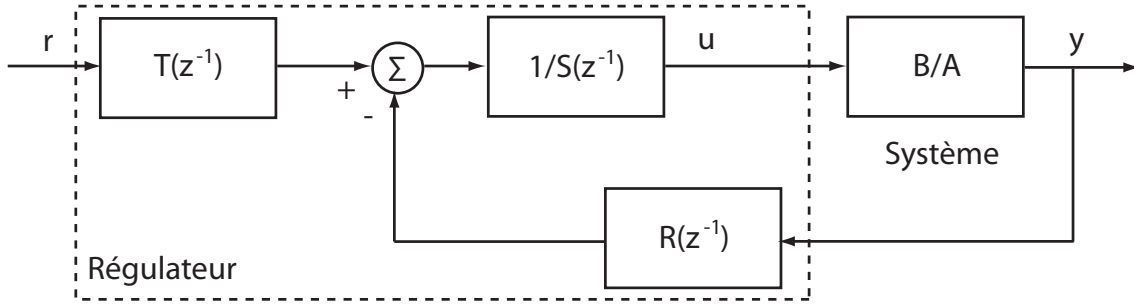 r
T(z⁻¹)
+
-
Σ
1/S(z⁻¹)
u
B/A
y
Système
R(z⁻¹)
Régulateur